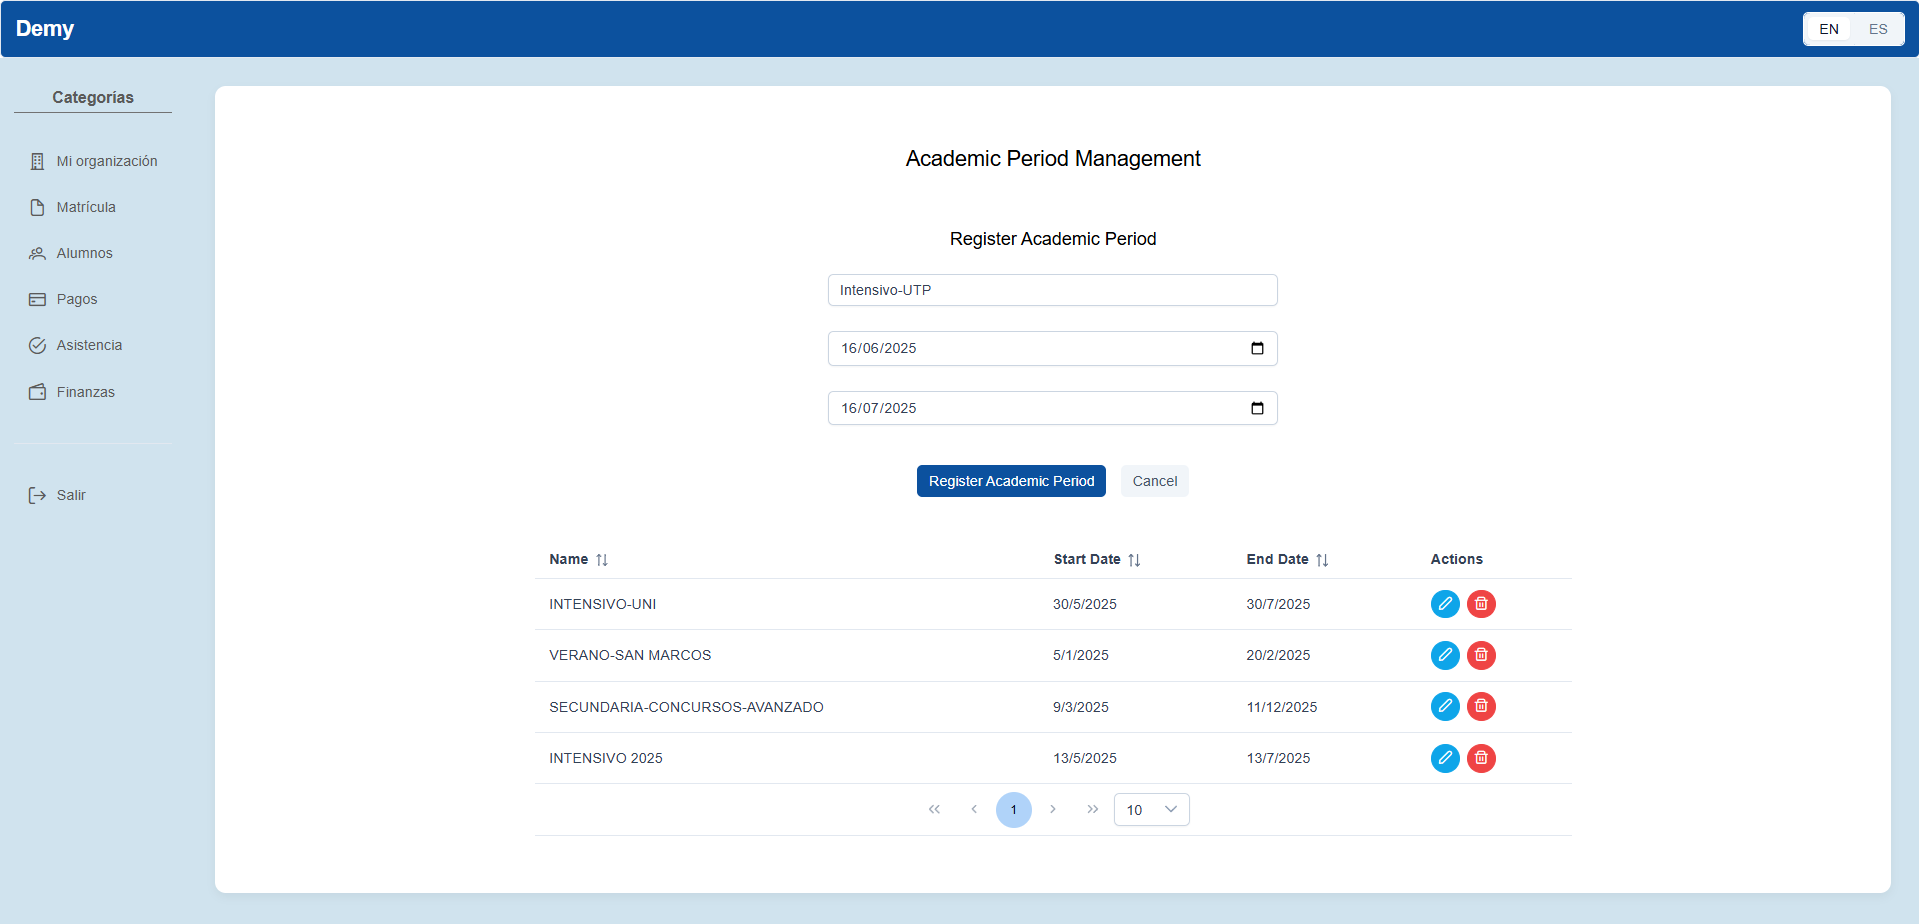 Demy
EN ES
Categorías
Mi organización
Matrícula
Alumnos
Pagos
Asistencia
Finanzas
Salir
Academic Period Management
Register Academic Period
Intensivo-UTP
16/06/2025
16/07/2025
Register Academic Period Cancel
Name Start Date End Date Actions
INTENSIVO-UNI 30/5/2025 30/7/2025
VERANO-SAN MARCOS 5/1/2025 20/2/2025
SECUNDARIA-CONCURSOS-AVANZADO 9/3/2025 11/12/2025
INTENSIVO 2025 13/5/2025 13/7/2025
1 10